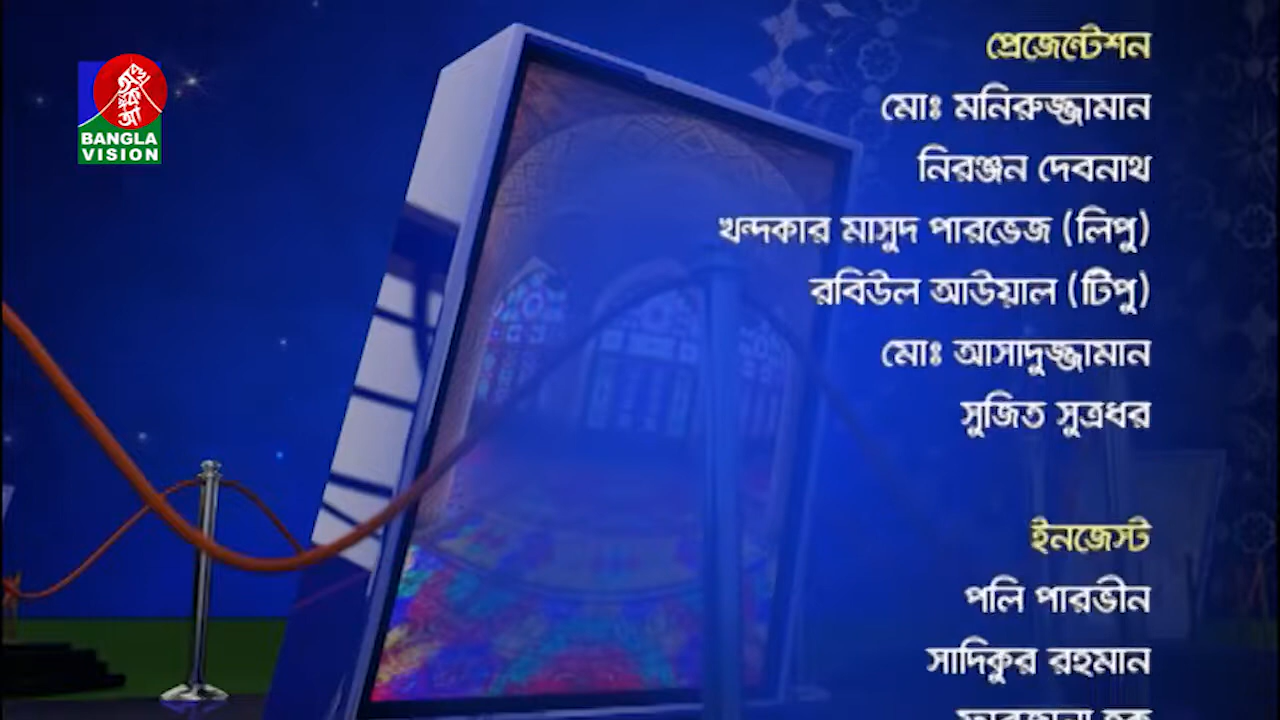 BANGLA
VISION
প্রেজেন্টেশন
মোঃ মনিরুজ্জামান
নিরঞ্জন দেবনাথ
খন্দকার মাসুদ পারভেজ (লিপু)
রবিউল আউয়াল (টিপু)
মোঃ আসাদুজ্জামান
সুজিত সুত্রধর
ইনজেস্ট
পলি পারভীন
সাদিকুর রহমান